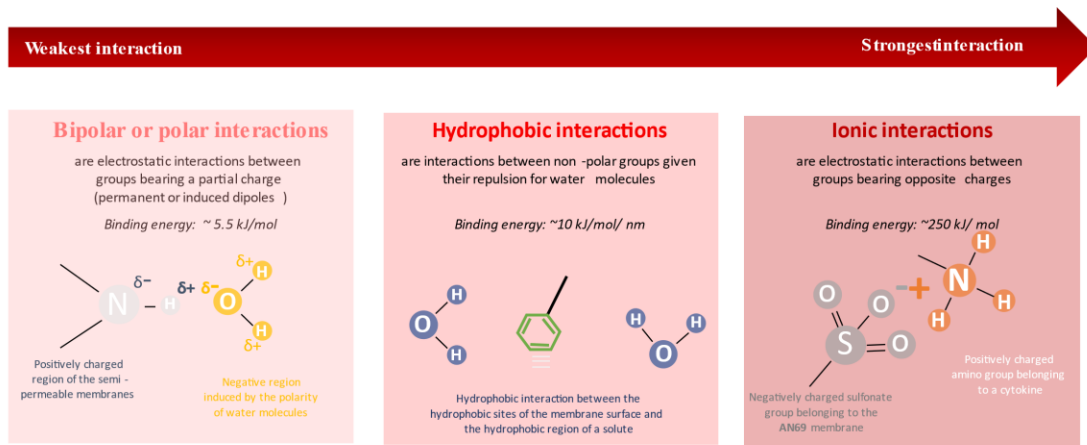 Weakest interaction
Strongestinteraction
Bipolar or polar interactions
are electrostatic interactions between
groups bearing a partial charge
(permanent or induced dipoles )
Binding energy: ~ 5.5 kJ/mol
δ−
N
H
δ+
δ−
O
δ+
H
H
δ+
Positively charged
region of the semi -
permeable membranes
Negative region
induced by the polarity
of water molecules
Hydrophobic interactions
are interactions between non -polar groups given
their repulsion for water molecules
Binding energy: ~10 kJ/mol/ nm
H
O
H
H
H
O
Hydrophobic interaction between the
hydrophobic sites of the membrane surface and
the hydrophobic region of a solute
Ionic interactions
are electrostatic interactions between
groups bearing opposite charges
Binding energy: ~250 kJ/ mol
O
O
-
+
H
N
H
H
S
O
Negatively charged sulfonate
group belonging to the
AN69 membrane
Positively charged
amino group belonging
to a cytokine